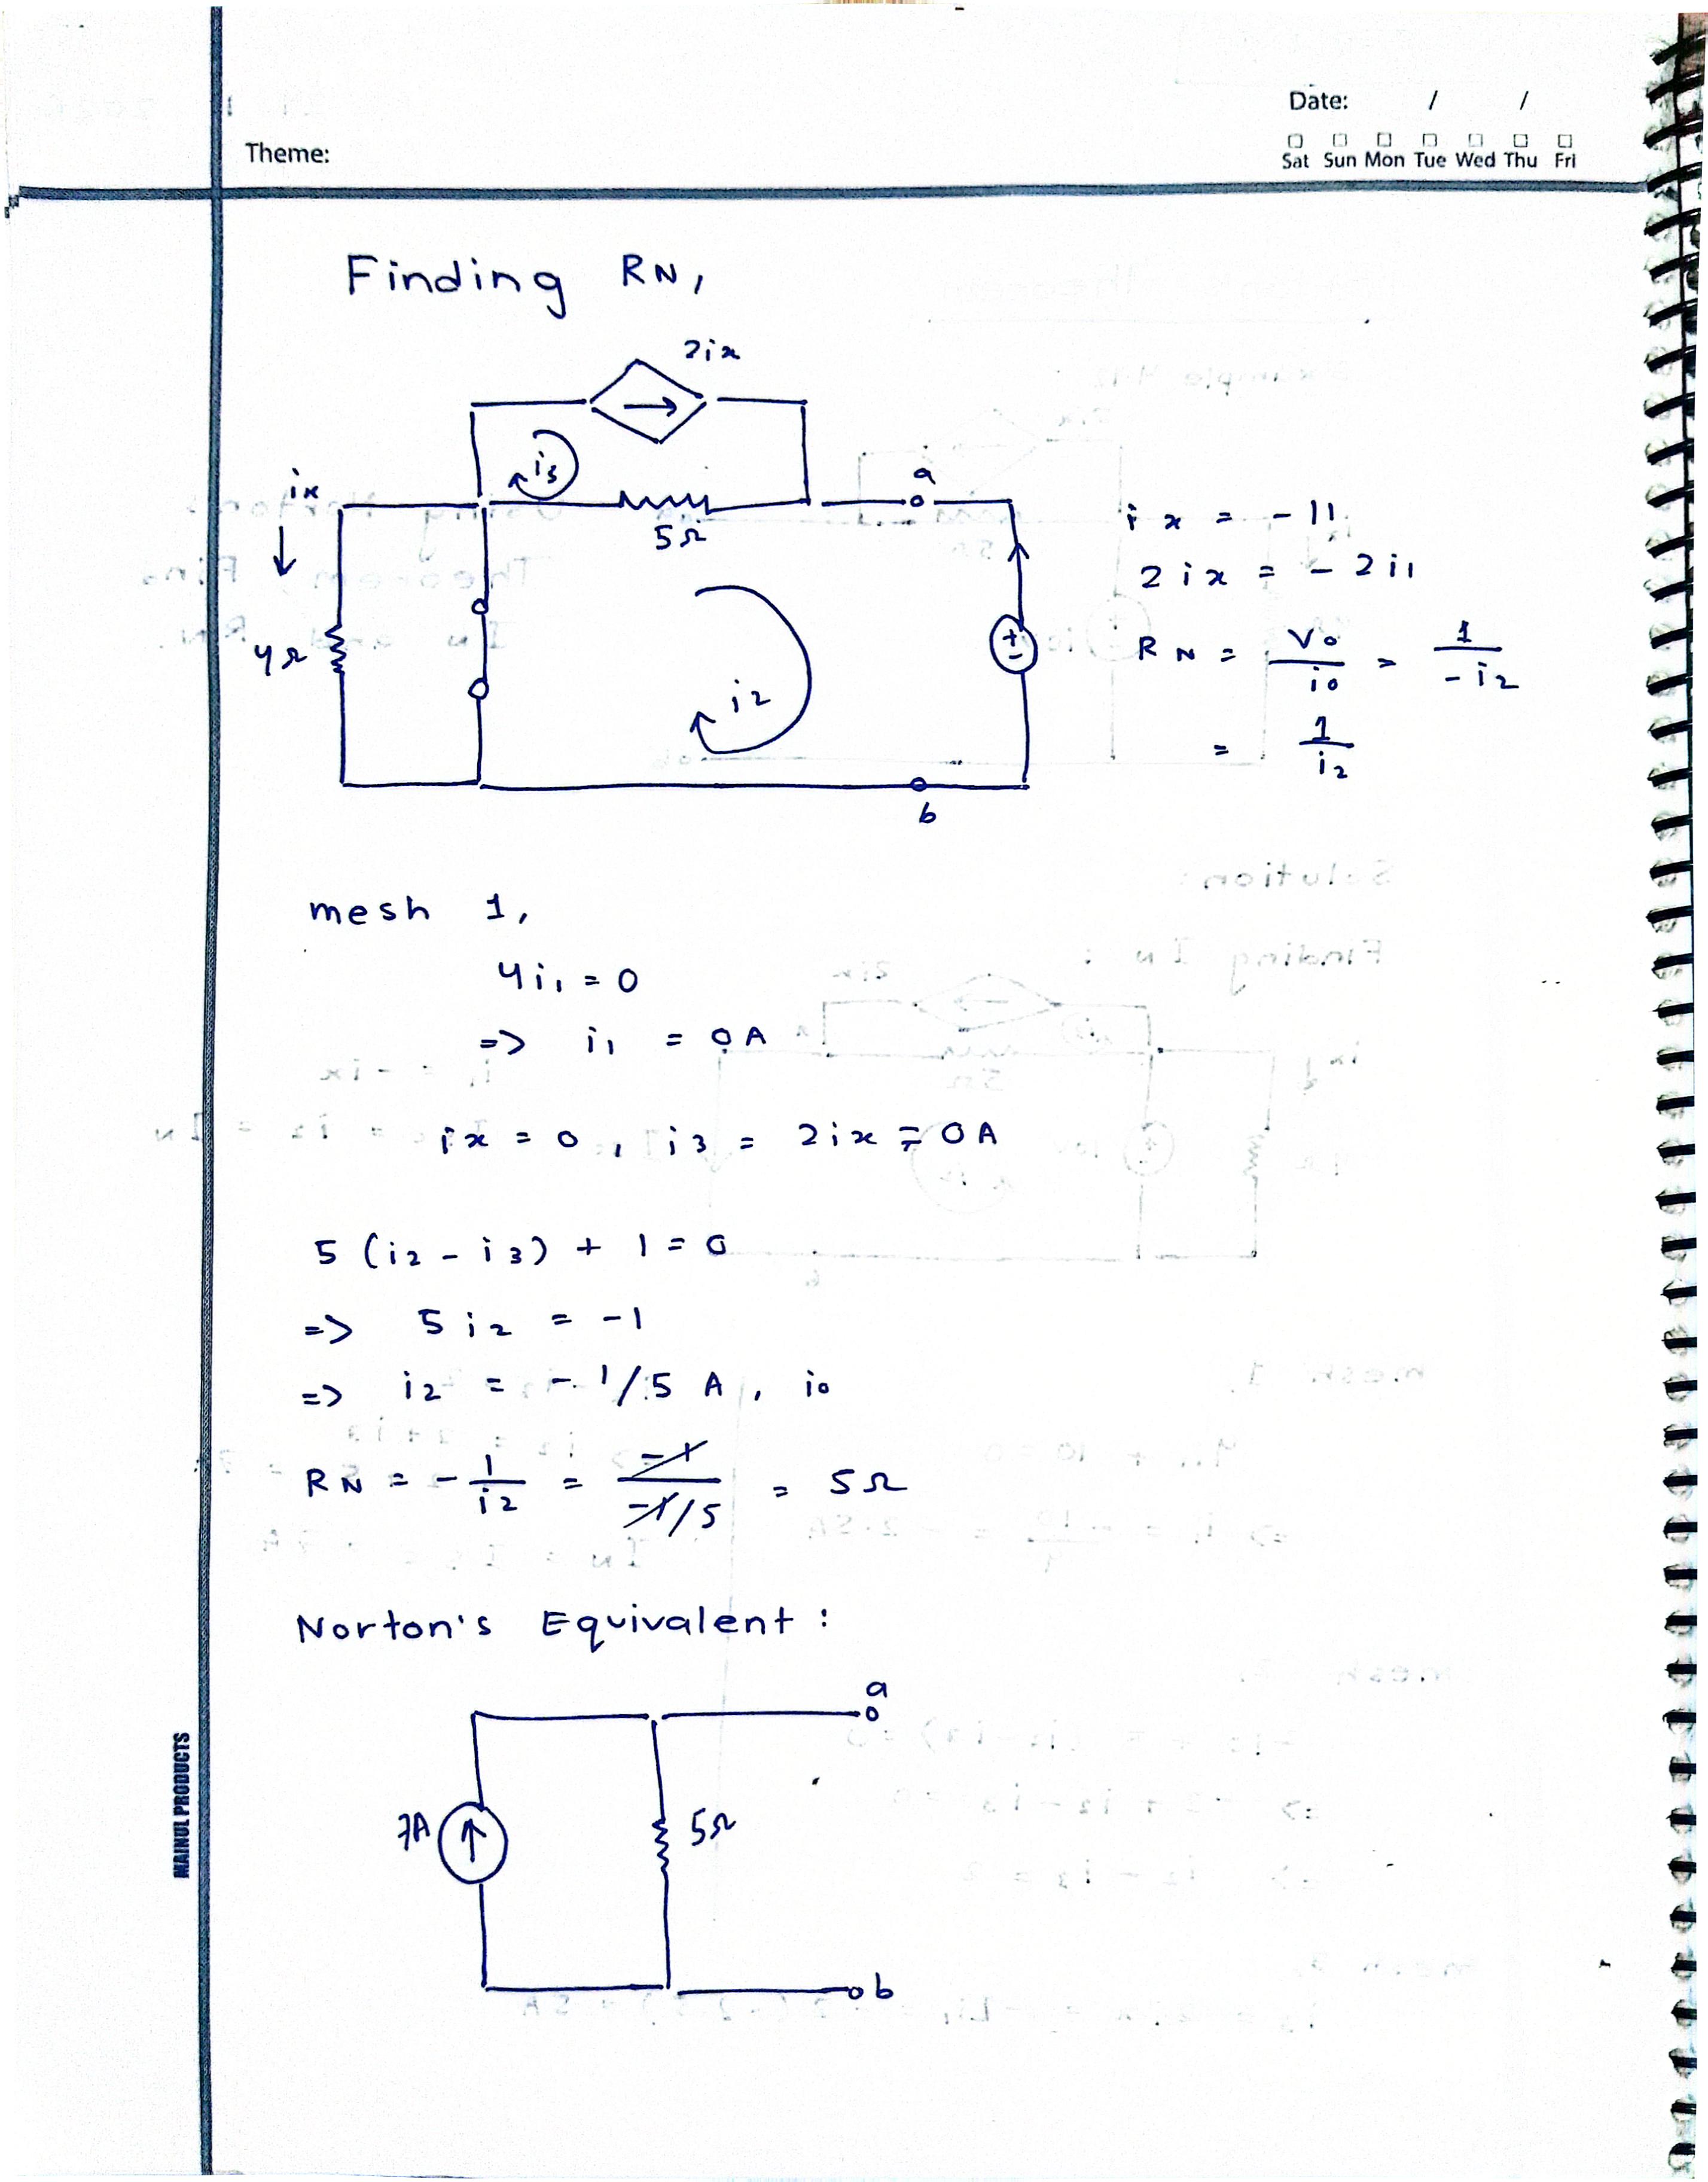 Date: / /
Sat Sun Mon Tue Wed Thu Fri
Theme:
Finding RN,
2ix
i3
ix
5Ω
a
4Ω
i2
+
-
b
ix = - 11
2ix = - 2i1
RN = Vo/io = 1/-i2
= 1/i2
mesh 1,
4i1 = 0
=> i1 = 0A
ix = 0, i3 = 2ix = 0A
5 (i2 - i3) + 1 = 0
=> 5i2 = -1
=> i2 = - 1/5 A, io
RN = - 1/i2 = -1/-1/5 = 5Ω
Norton's Equivalent :
a
7A
5Ω
b
MAINUL PRODUCTS